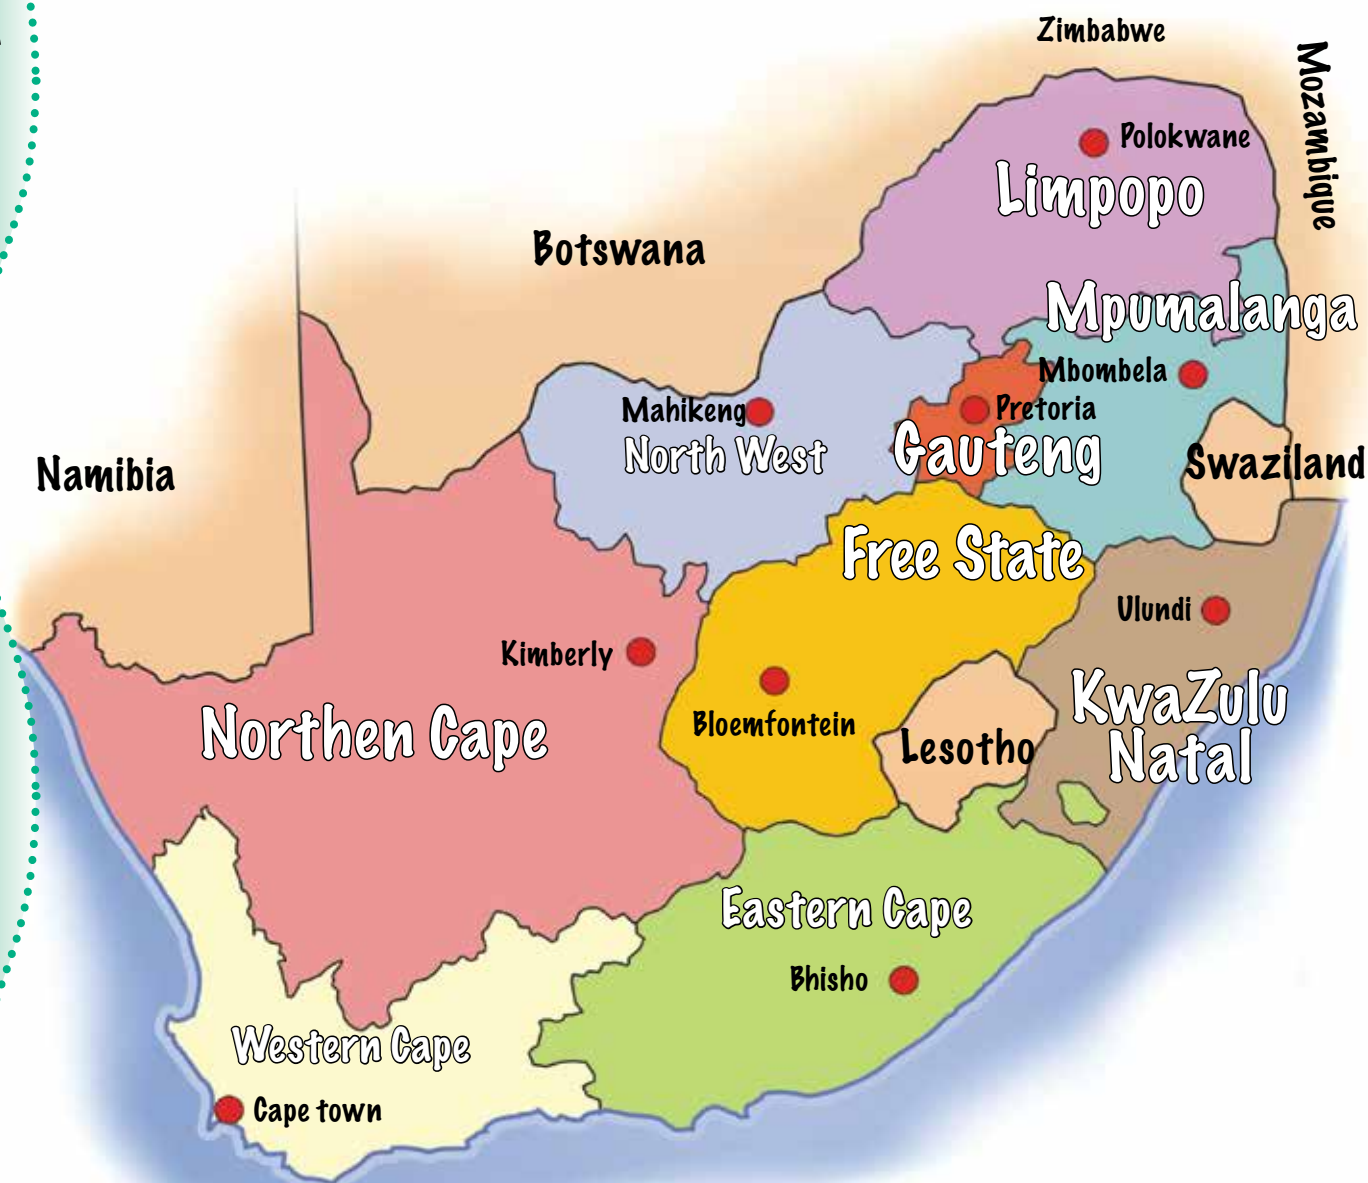 Zimbabwe
Mozambique
Polokwane
Limpopo
Botswana
Mpumalanga
Mbombela
Mahikeng
Pretoria
North West
Gauteng
Swaziland
Namibia
Free State
Ulundi
Kimberly
KwaZulu
Natal
Northen Cape
Bloemfontein
Lesotho
Eastern Cape
Bhisho
Western Cape
Cape town